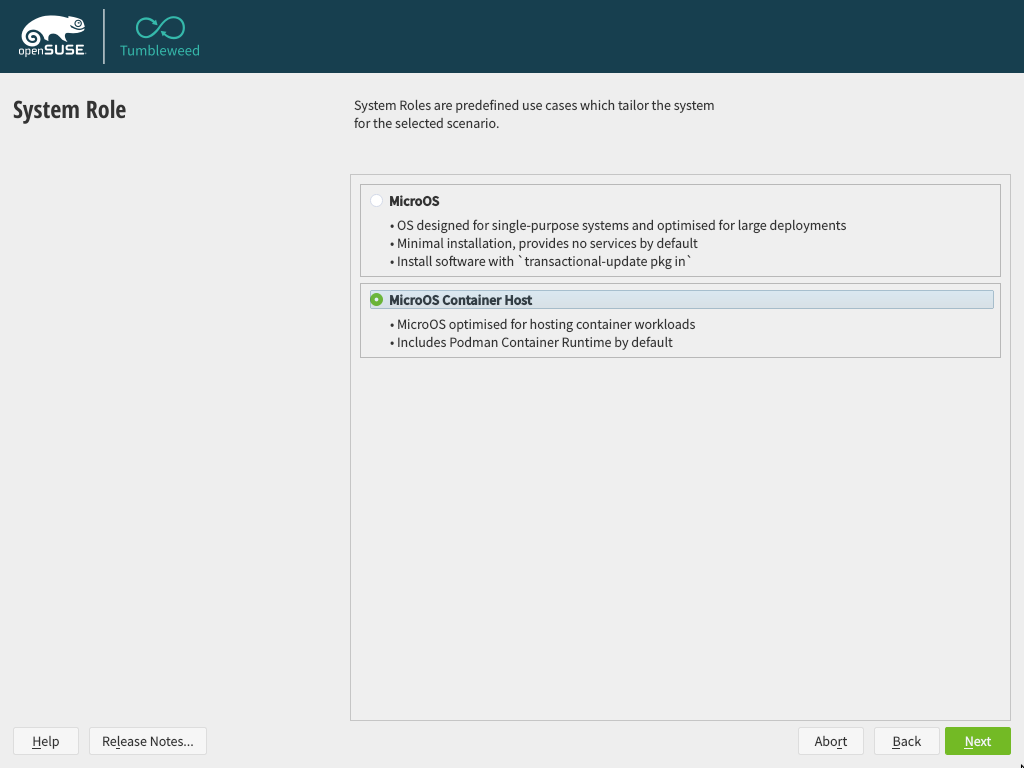 openSUSE
Tumbleweed
System Role
System Roles are predefined use cases which tailor the system
for the selected scenario.
MicroOS
• OS designed for single-purpose systems and optimised for large deployments
• Minimal installation, provides no services by default
• Install software with `transactional-update pkg in`
MicroOS Container Host
• MicroOS optimised for hosting container workloads
• Includes Podman Container Runtime by default
Help
Release Notes...
Abort
Back
Next